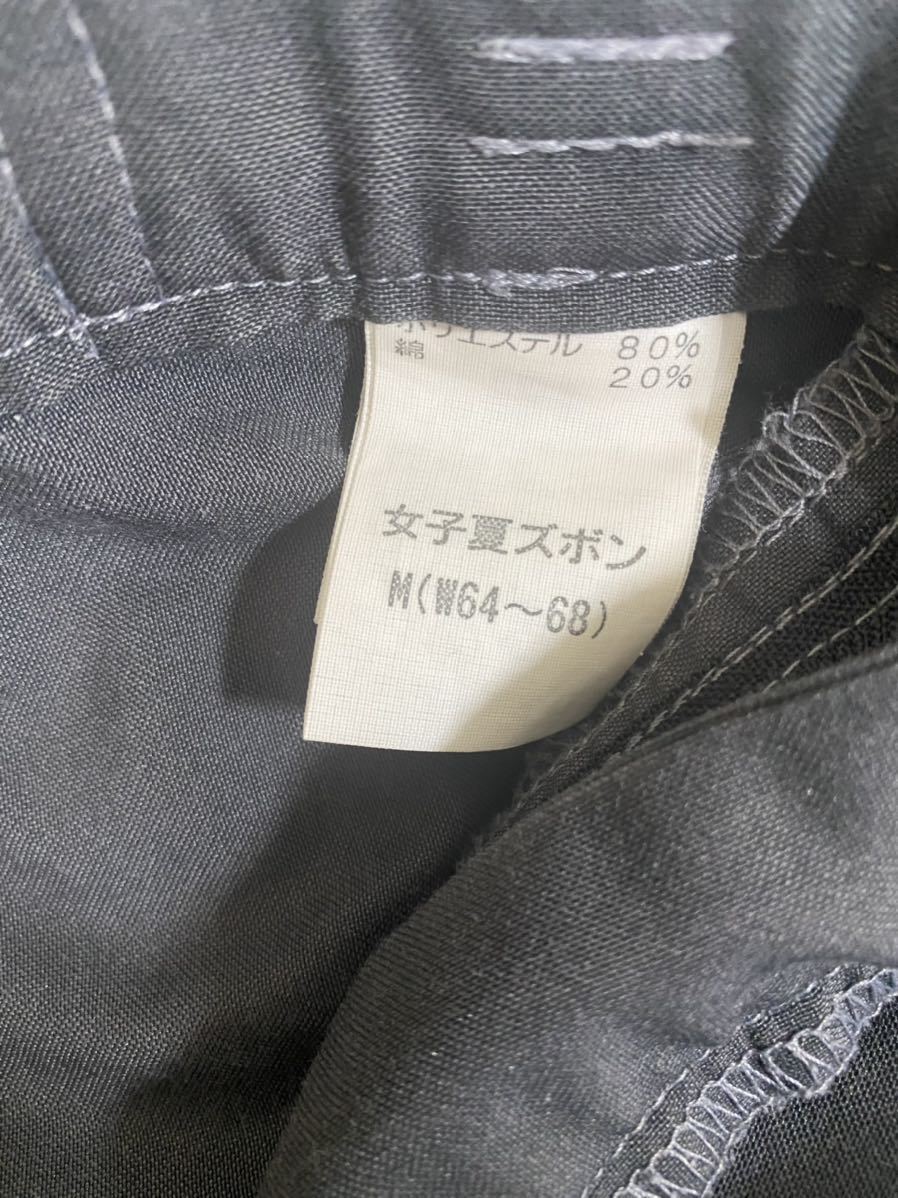 ポリエステル 80%
綿 20%
女子夏ズボン
M(W64〜68)